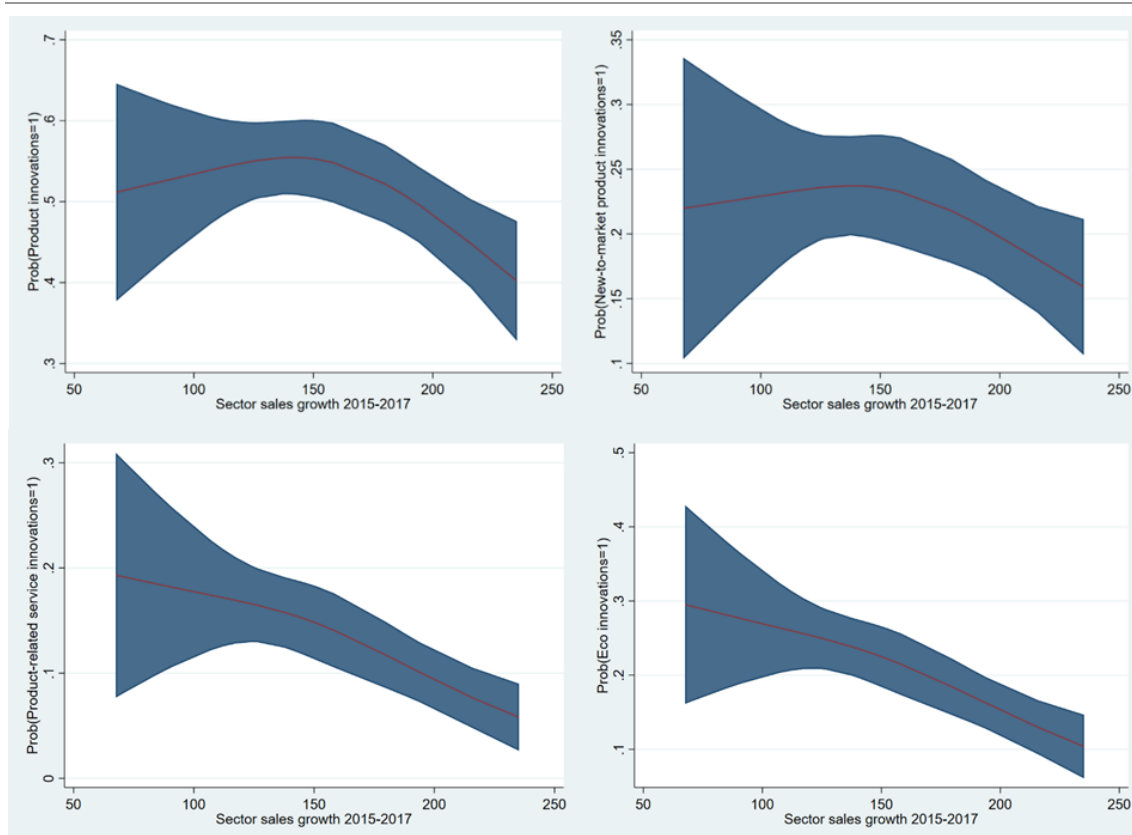 Prob(Product innovations=1)
.7
.6
.5
.4
.3
50 100 150 200 250
Sector sales growth 2015-2017
Prob(New-to-market product innovations=1)
.35
.3
.25
.2
.15
.1
50 100 150 200 250
Sector sales growth 2015-2017
Prob(Product-related service innovations=1)
.3
.2
.1
0
50 100 150 200 250
Sector sales growth 2015-2017
Prob(Eco innovations=1)
.5
.4
.3
.2
.1
50 100 150 200 250
Sector sales growth 2015-2017